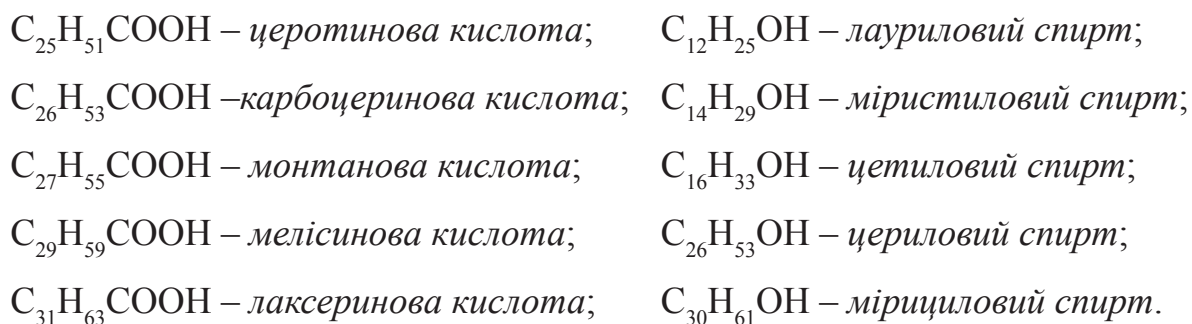 C₂₅H₅₁COOH – церотинова кислота; C₁₂H₂₅OH – лауриловий спирт;
C₂₆H₅₃COOH –карбоцеринова кислота; C₁₄H₂₉OH – міристиловий спирт;
C₂₇H₅₅COOH – монтанова кислота; C₁₆H₃₃OH – цетиловий спирт;
C₂₉H₅₉COOH – мелісинова кислота; C₂₆H₅₃OH – цериловий спирт;
C₃₁H₆₃COOH – лаксеринова кислота; C₃₀H₆₁OH – мірициловий спирт.